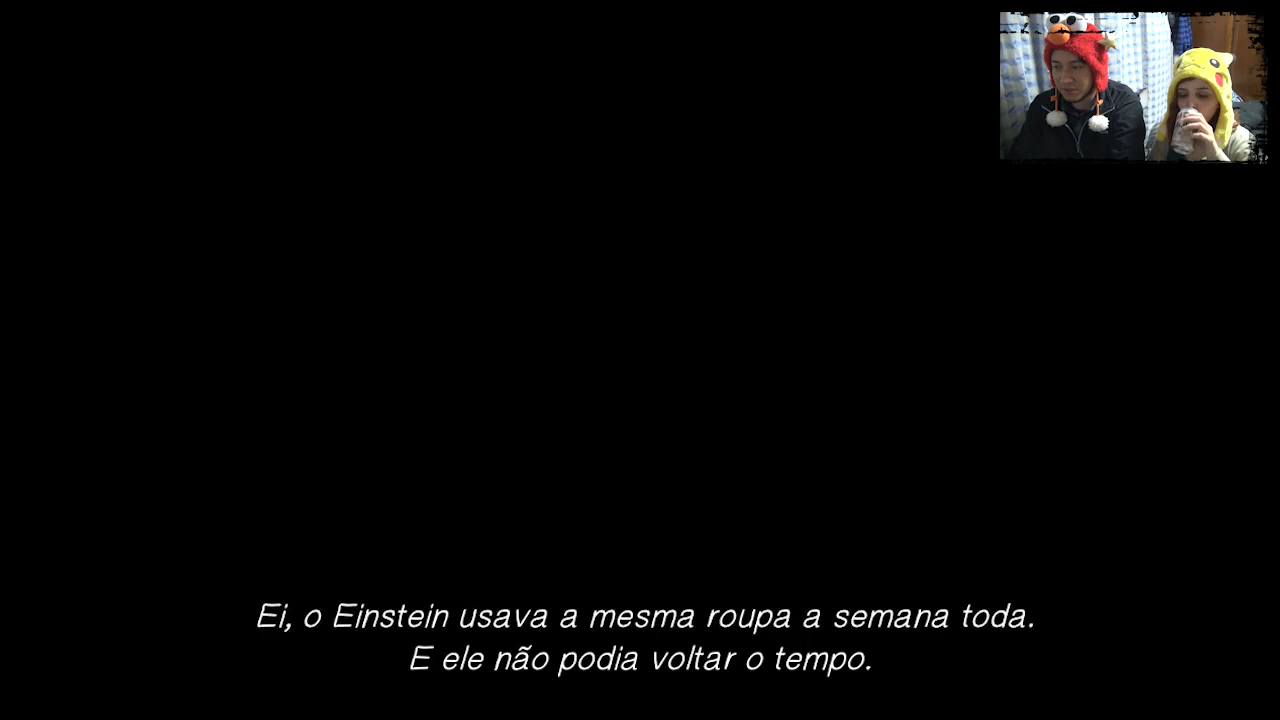 Ei, o Einstein usava a mesma roupa a semana toda.
E ele não podia voltar o tempo.